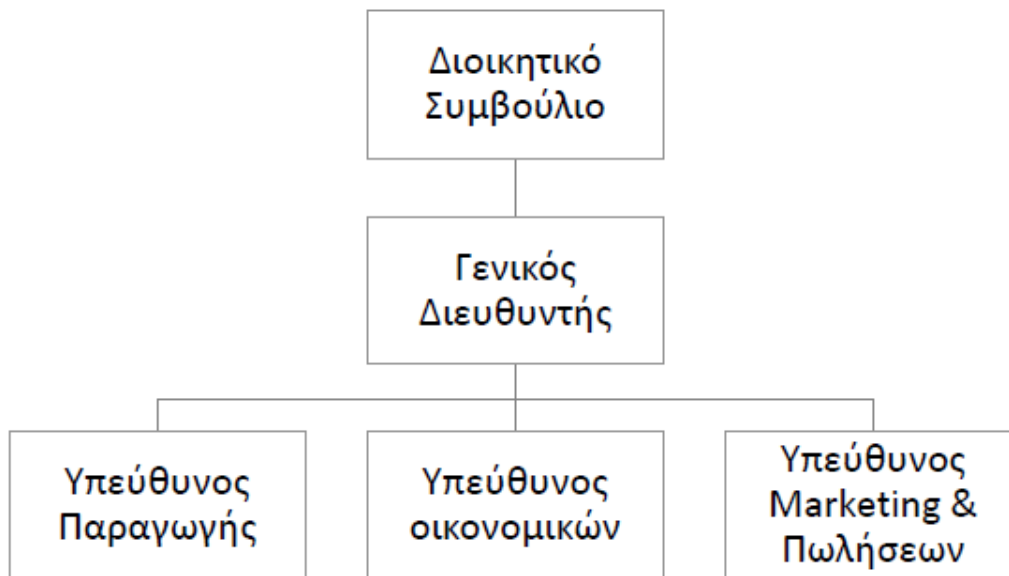 Διοικητικό
Συμβούλιο
Γενικός
Διευθυντής
Υπεύθυνος
Παραγωγής
Υπεύθυνος
οικονομικών
Υπεύθυνος
Marketing &
Πωλήσεων